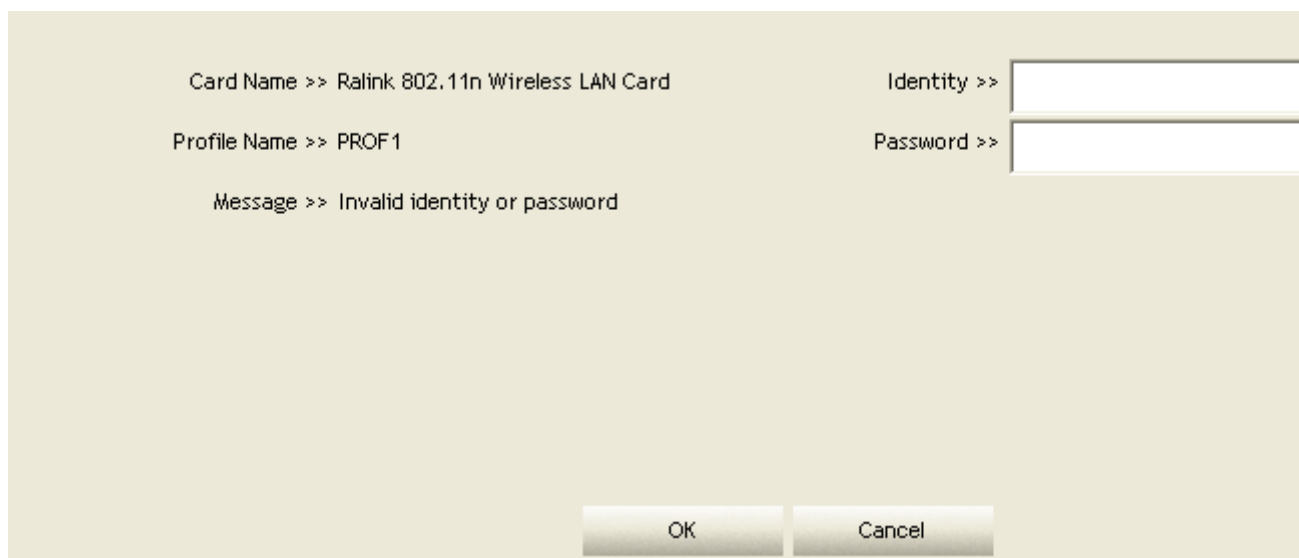 Card Name >> Ralink 802.11n Wireless LAN Card Identity >>
Profile Name >> PROF1 Password >>
Message >> Invalid identity or password
OK Cancel